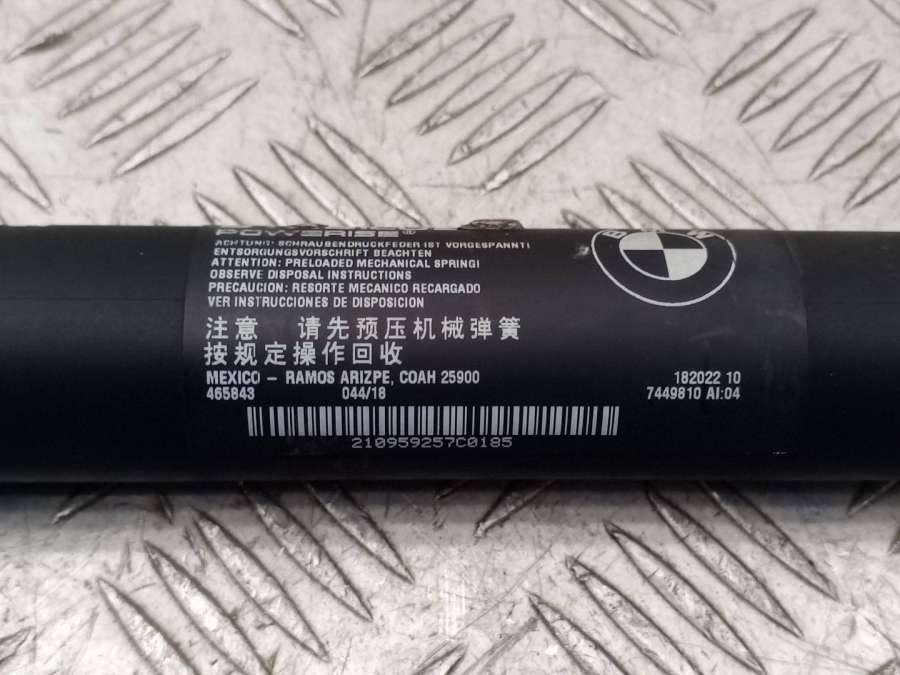 POWERISE®
ACHTUNG: SCHRAUBENDRUCKFEDER IST VORGESPANNT!
ENTSORGUNGSVORSCHRIFT BEACHTEN
ATTENTION: PRELOADED MECHANICAL SPRING!
OBSERVE DISPOSAL INSTRUCTIONS
PRECAUCION: RESORTE MECANICO RECARGADO
VER INSTRUCCIONES DE DISPOSICION
注意 请先预压机械弹簧
按规定操作回收
MEXICO – RAMOS ARIZPE, COAH 25900
465843 044/18
210959257C0185
BMW
182022 10
7449810 AI:04